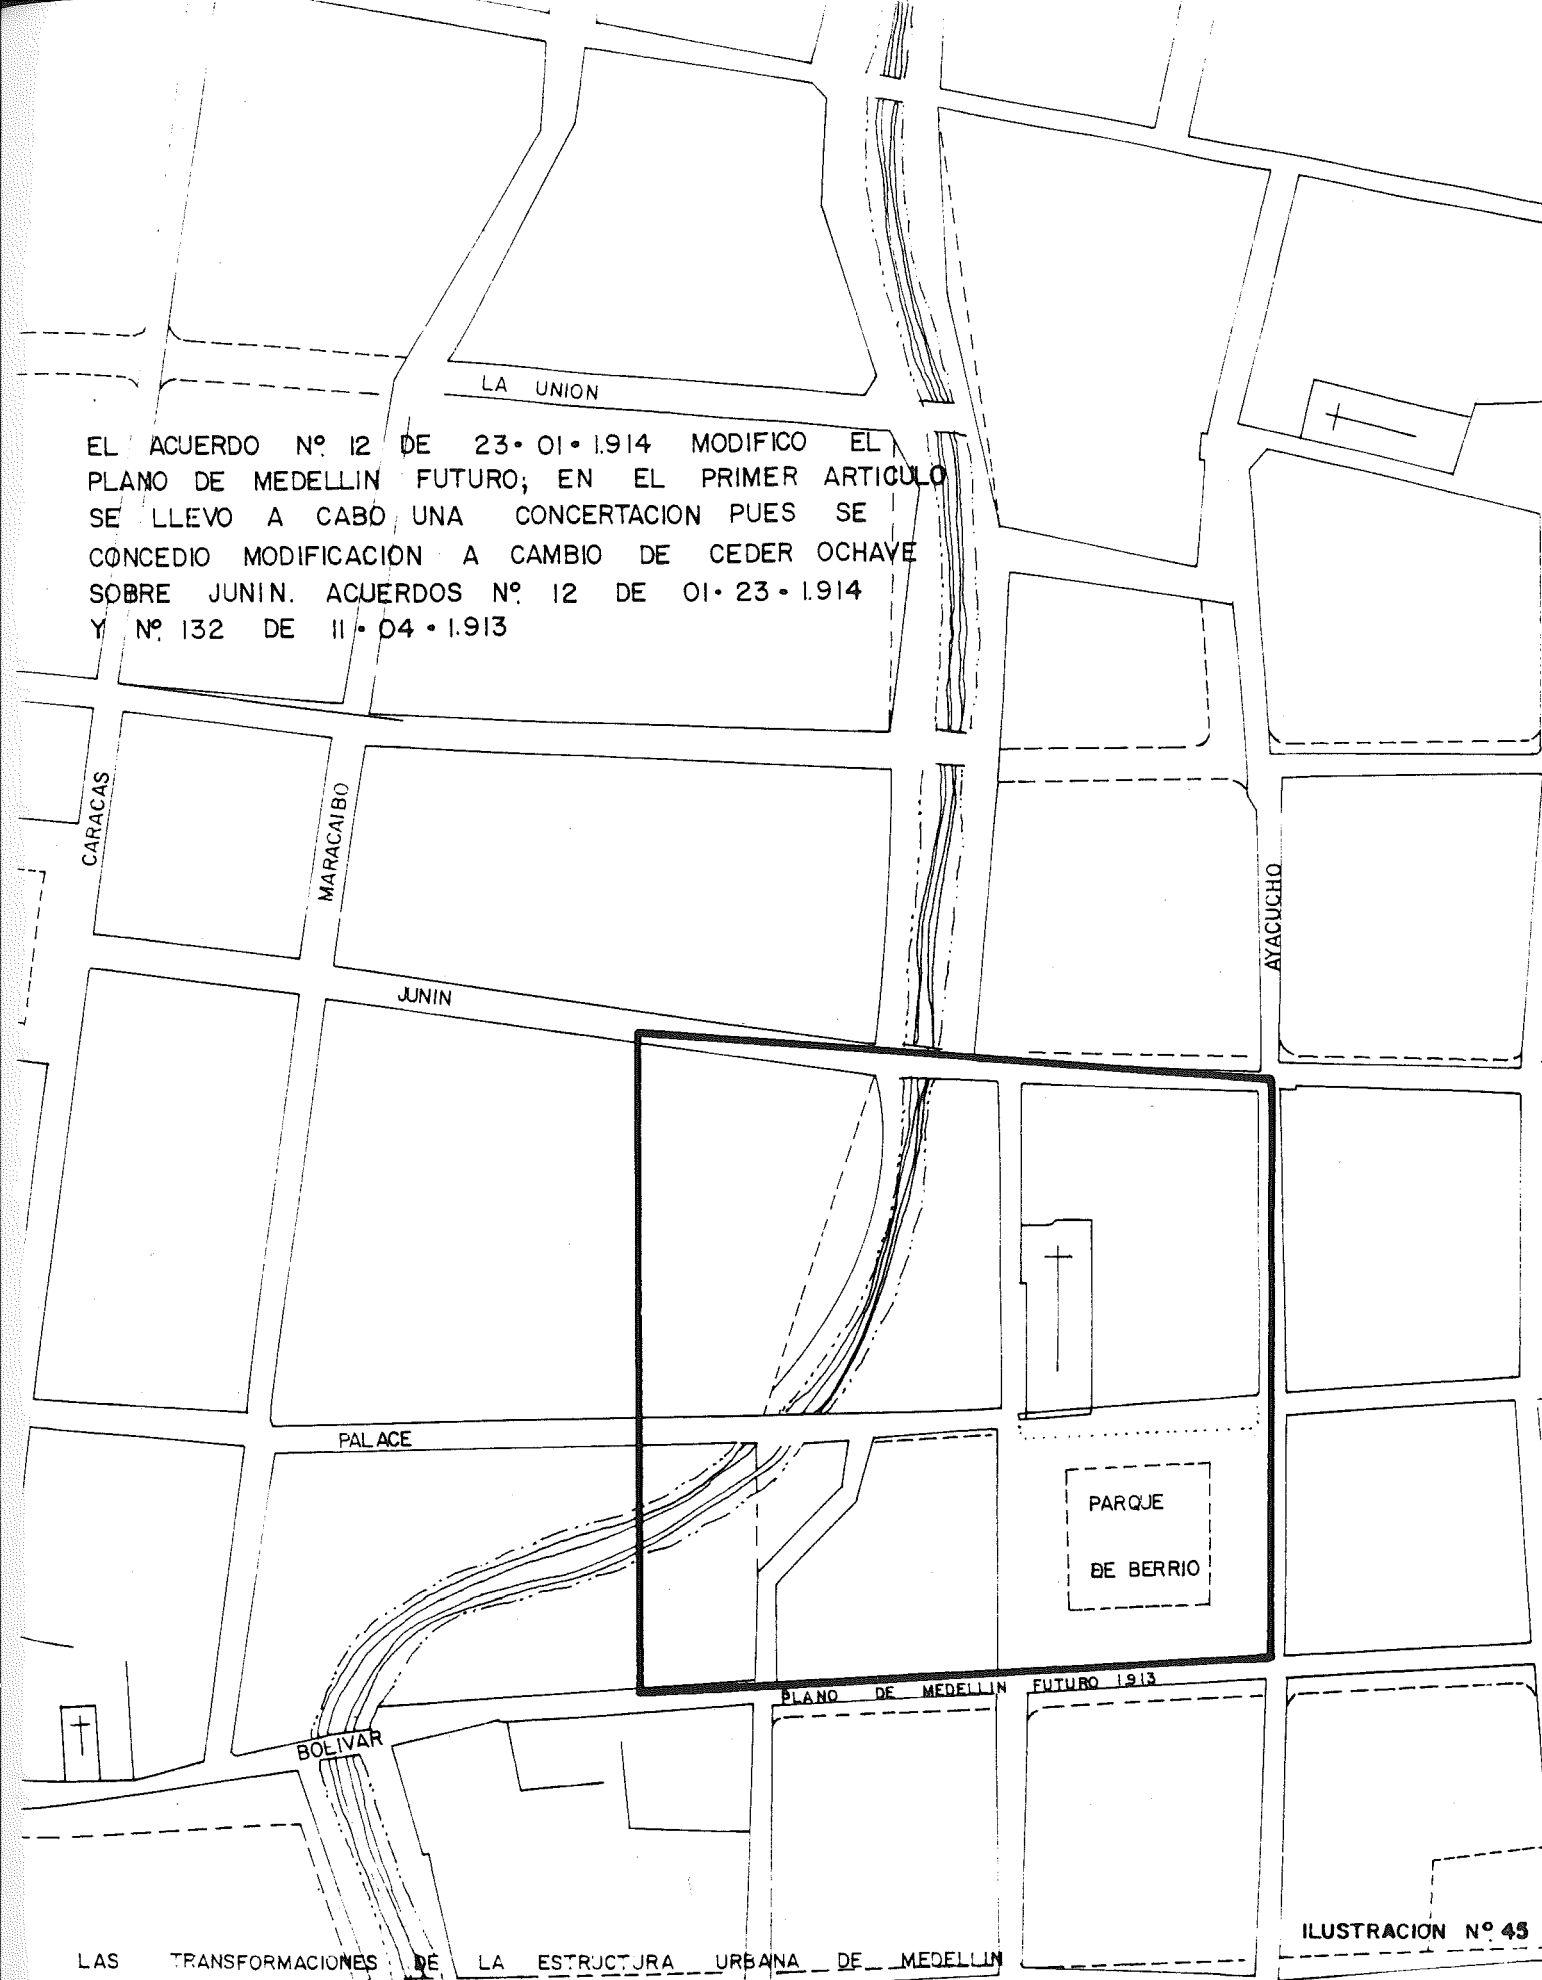 LA UNION
EL ACUERDO Nº 12 DE 23•01•1.914 MODIFICO EL
PLANO DE MEDELLIN FUTURO; EN EL PRIMER ARTICULO
SE LLEVO A CABO UNA CONCERTACION PUES SE
CONCEDIO MODIFICACION A CAMBIO DE CEDER OCHAVE
SOBRE JUNIN. ACUERDOS Nº 12 DE 01•23•1.914
Y Nº 132 DE 11•04•1.913
CARACAS
MARACAIBO
AYACUCHO
JUNIN
PALACE
PARQUE
DE BERRIO
PLANO DE MEDELLIN FUTURO 1.913
BOLIVAR
ILUSTRACION Nº 45
LAS TRANSFORMACIONES DE LA ESTRUCTURA URBANA DE MEDELLIN